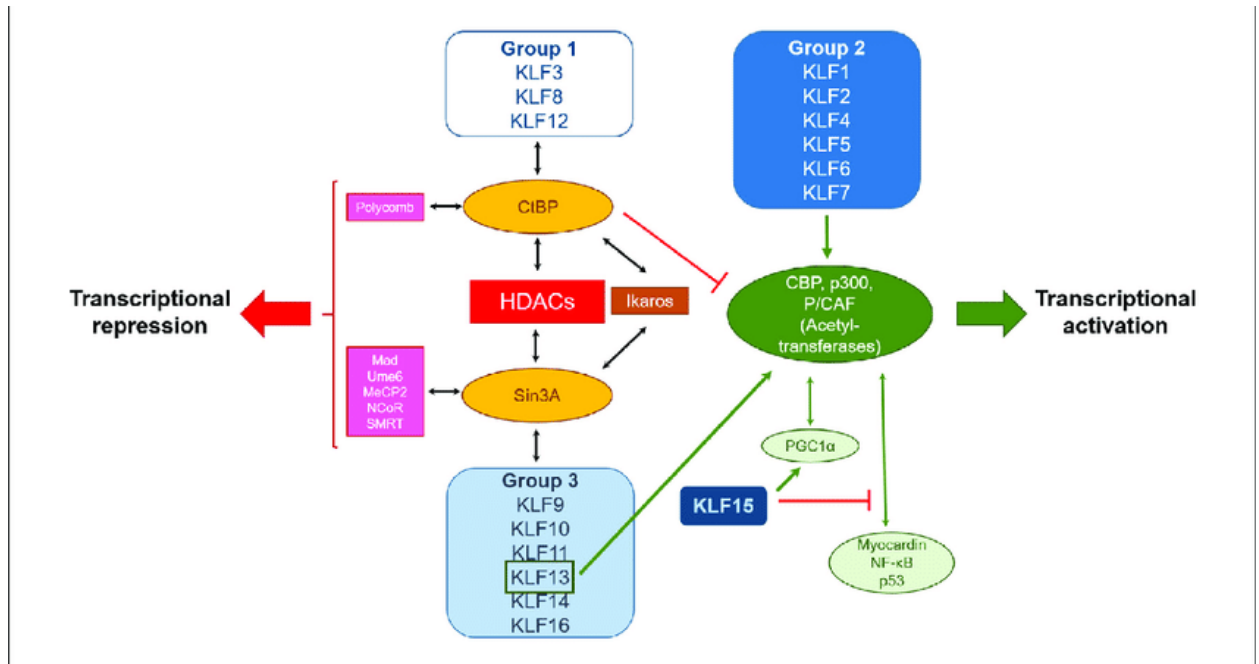 Group 1
KLF3
KLF8
KLF12
Group 2
KLF1
KLF2
KLF4
KLF5
KLF6
KLF7
Polycomb
CtBP
HDACs
Ikaros
CBP, p300,
P/CAF
(Acetyl-
transferases)
Transcriptional
repression
Transcriptional
activation
Mod
Ume6
MeCP2
NCoR
SMRT
Sin3A
PGC1α
Group 3
KLF9
KLF10
KLF11
KLF13
KLF14
KLF16
KLF15
Myocardin
NF-κB
p53